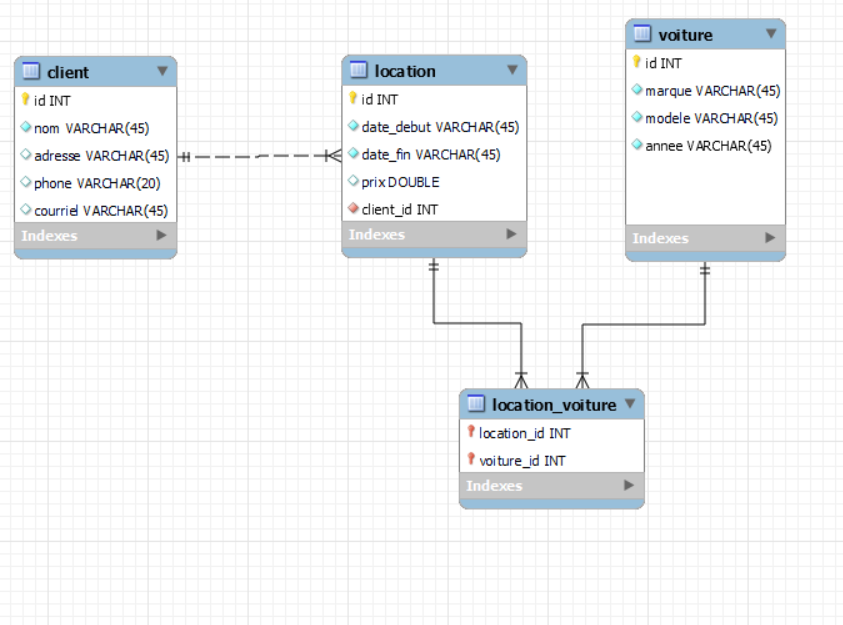 client
id INT
nom VARCHAR(45)
adresse VARCHAR(45)
phone VARCHAR(20)
courriel VARCHAR(45)
Indexes
location
id INT
date_debut VARCHAR(45)
date_fin VARCHAR(45)
prix DOUBLE
client_id INT
Indexes
voiture
id INT
marque VARCHAR(45)
modele VARCHAR(45)
annee VARCHAR(45)
Indexes
location_voiture
location_id INT
voiture_id INT
Indexes